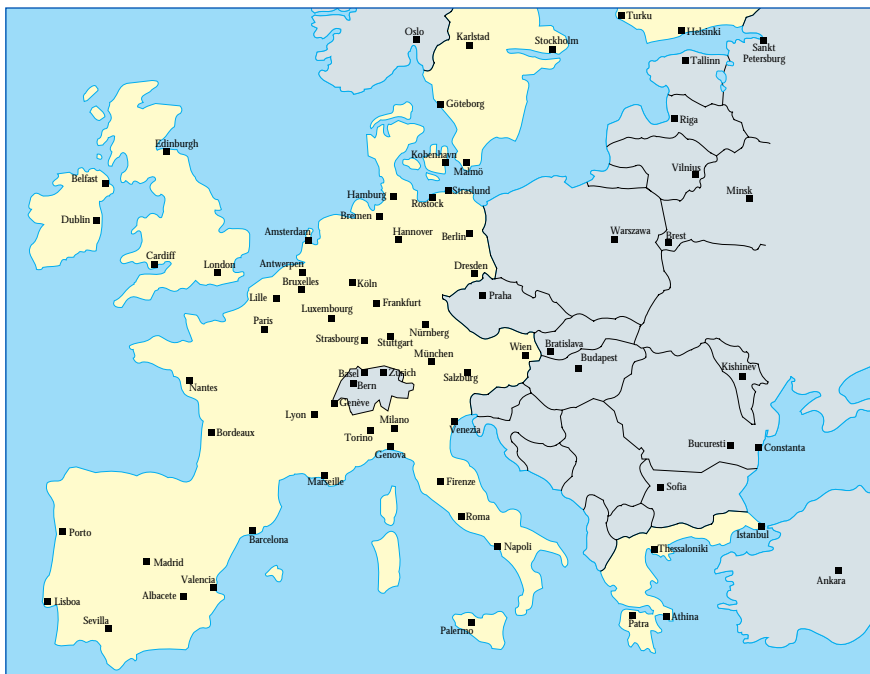 Turku
Oslo
Karlstad
Helsinki
Stockholm
Sankt
Petersburg
Tallinn
Göteborg
Riga
Edinburgh
Kobenhavn
Malmö
Vilnius
Belfast
Straslund
Minsk
Hamburg
Rostock
Bremen
Dublin
Amsterdam
Hannover
Berlin
Warszawa
Brest
Cardiff
London
Antwerpen
Dresden
Bruxelles
Köln
Lille
Praha
Luxembourg
Frankfurt
Paris
Nürnberg
Strasbourg
Stuttgart
Wien
Bratislava
München
Budapest
Basel
Zürich
Salzburg
Kishinev
Nantes
Bern
Genève
Lyon
Milano
Bordeaux
Torino
Venezia
Genova
Bucuresti
Constanta
Marseille
Firenze
Sofia
Roma
Porto
Barcelona
Istanbul
Napoli
Thessaloniki
Madrid
Valencia
Ankara
Albacete
Lisboa
Sevilla
Patra
Athina
Palermo